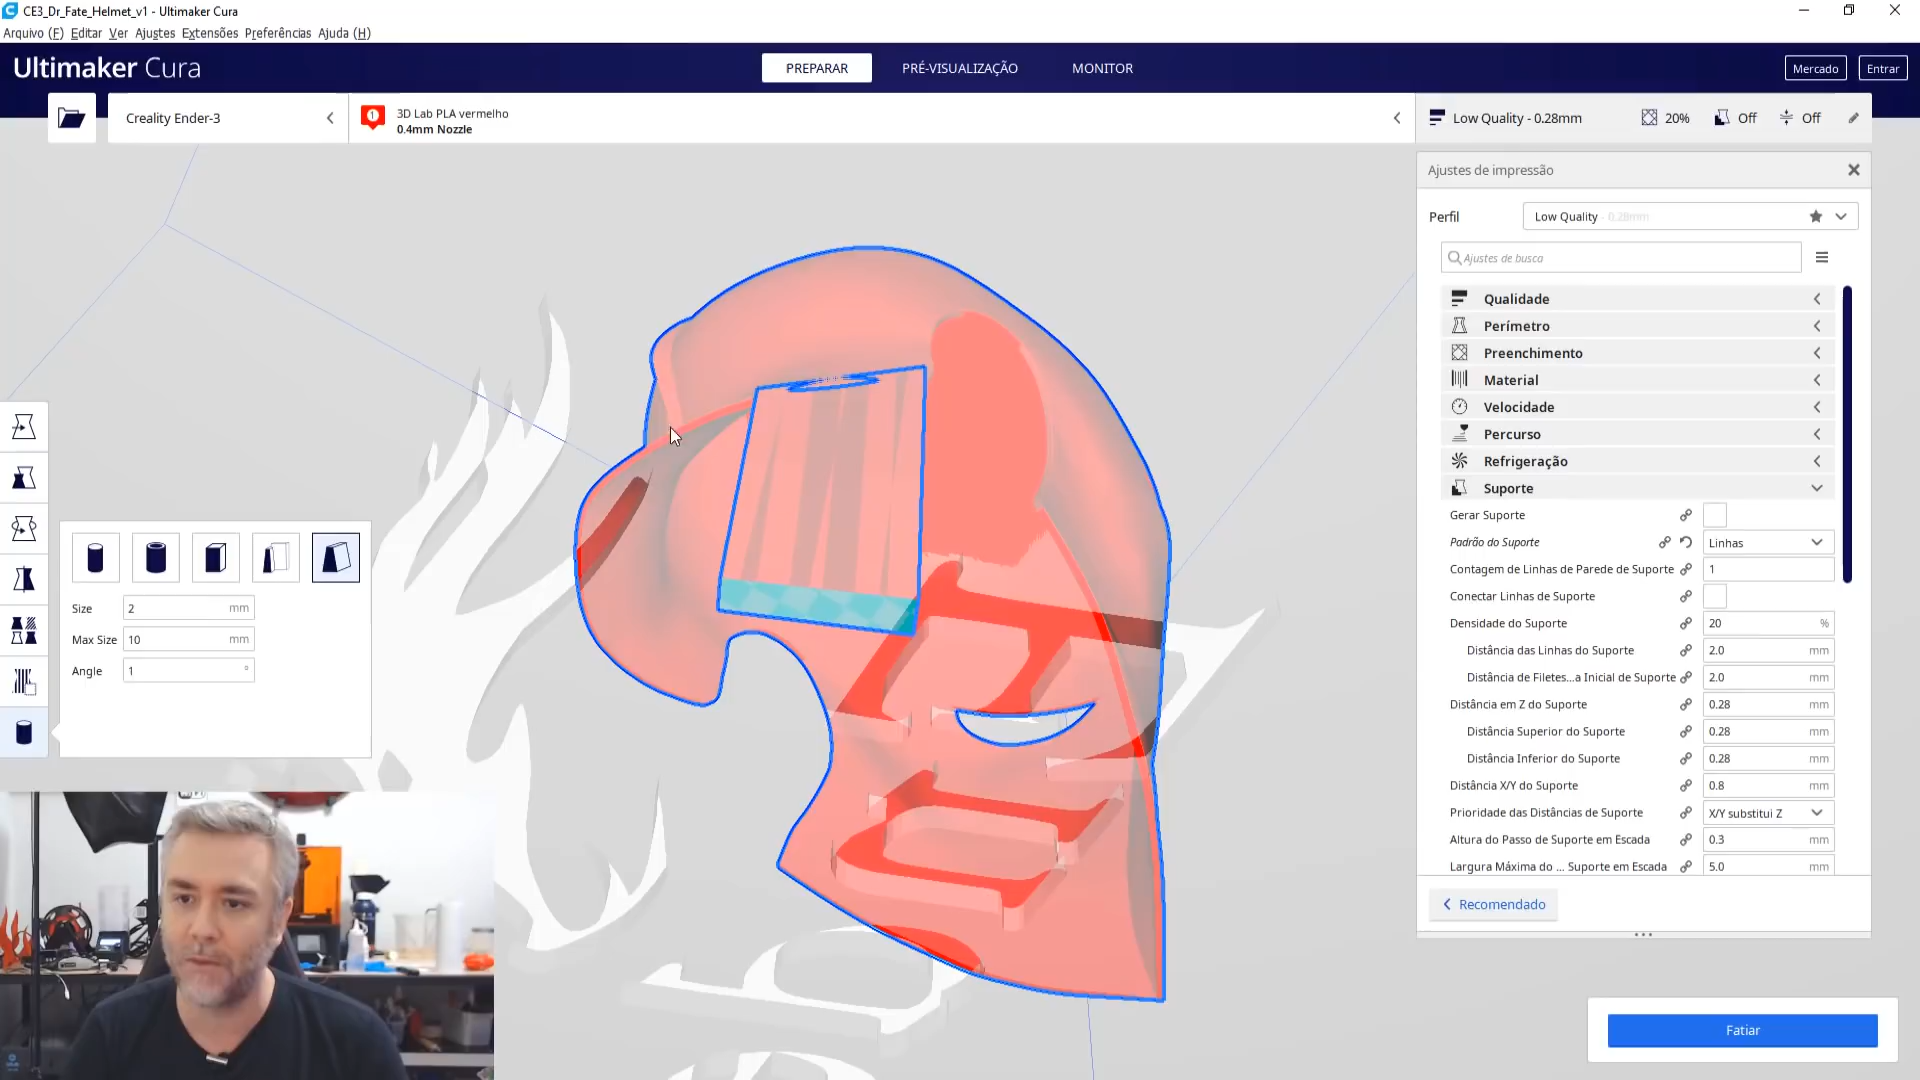 CE3_Dr_Fate_Helmet_v1 - Ultimaker Cura
Arquivo (F) Editar Ver Ajustes Extensões Preferências Ajuda (H)
Ultimaker Cura
PREPARAR
PRÉ-VISUALIZAÇÃO
MONITOR
Mercado
Entrar
Creality Ender-3
1
3D Lab PLA vermelho
0.4mm Nozzle
Low Quality - 0.28mm
20%
Off
Off
Ajustes de impressão
Perfil
Low Quality - 0.28mm
Ajustes de busca
Qualidade
Perímetro
Preenchimento
Material
Velocidade
Percurso
Refrigeração
Suporte
Gerar Suporte
Padrão do Suporte Linhas
Contagem de Linhas de Parede de Suporte 1
Conectar Linhas de Suporte
Densidade do Suporte 20 %
Distância das Linhas do Suporte 2.0 mm
Distância de Filetes...a Inicial de Suporte 2.0 mm
Distância em Z do Suporte 0.28 mm
Distância Superior do Suporte 0.28 mm
Distância Inferior do Suporte 0.28 mm
Distância X/Y do Suporte 0.8 mm
Prioridade das Distâncias de Suporte X/Y substitui Z
Altura do Passo de Suporte em Escada 0.3 mm
Largura Máxima do ... Suporte em Escada 5.0 mm
Recomendado
Fatiar
Size 2 mm
Max Size 10 mm
Angle 1 °